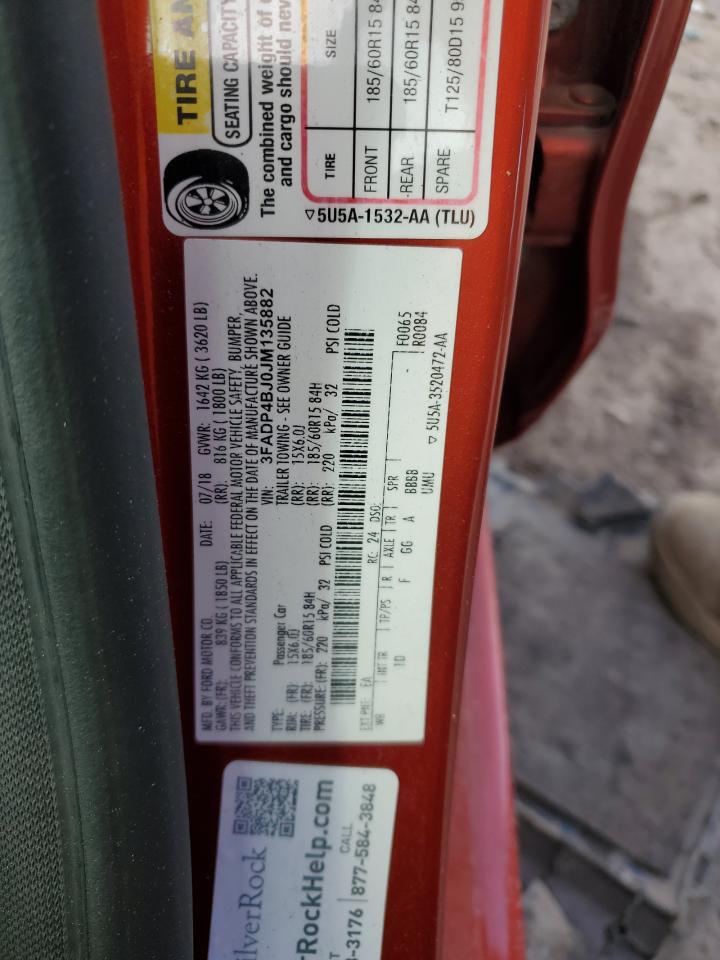 TIRE AN
SEATING CAPACITY
The combined weight of
and cargo should nev
TIRE SIZE
FRONT 185/60R15 84
REAR 185/60R15 84
SPARE T125/80D15 9
5U5A-1532-AA (TLU)
MFD. BY FORD MOTOR CO. DATE: 07/18 GVWR: 1642 KG ( 3620 LB)
GAWR: (FR): 839 KG ( 1850 LB) (RR): 816 KG ( 1800 LB)
THIS VEHICLE CONFORMS TO ALL APPLICABLE FEDERAL MOTOR VEHICLE SAFETY, BUMPER,
AND THEFT PREVENTION STANDARDS IN EFFECT ON THE DATE OF MANUFACTURE SHOWN ABOVE.
VIN: 3FADP4BJ0JM135882
TYPE: Passenger Car TRAILER TOWING - SEE OWNER GUIDE
RIM: (FR): 15X6.0J (RR): 15X6.0J
TIRE: (FR): 185/60R15 84H (RR): 185/60R15 84H
PRESSURE: (FR): 220 kPa/ 32 PSI COLD (RR): 220 kPa/ 32 PSI COLD
EXT PNT: EA RC: 24 DSO: F0065
WB INT TR TP/PS R AXLE TR SPR R0084
1D F GG A BBSB
UMU 5U5A-3520472-AA
ilverRock
RockHelp.com
CALL
-3176 | 877-584-3848